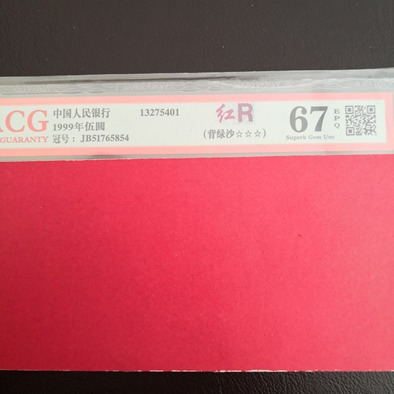 ACG
GUARANTY
中国人民银行 13275401
1999年伍圆
冠号：JB51765854
红R
(背绿沙☆☆☆)
67 EPQ
Superb Gem Unc